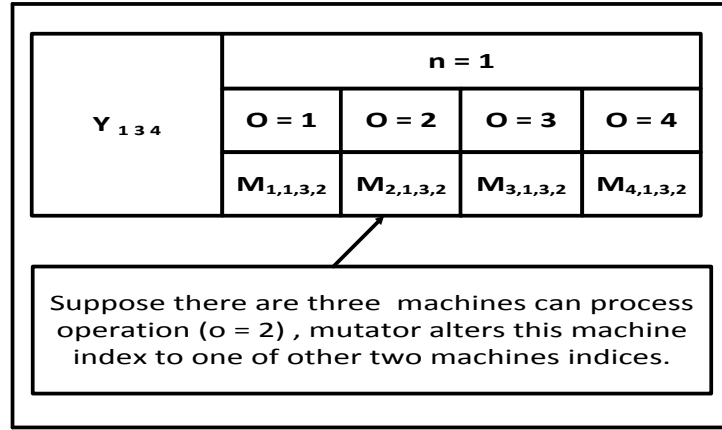 n = 1
Y 1 3 4
O = 1 O = 2 O = 3 O = 4
M1,1,3,2 M2,1,3,2 M3,1,3,2 M4,1,3,2
Suppose there are three machines can process
operation (o = 2) , mutator alters this machine
index to one of other two machines indices.